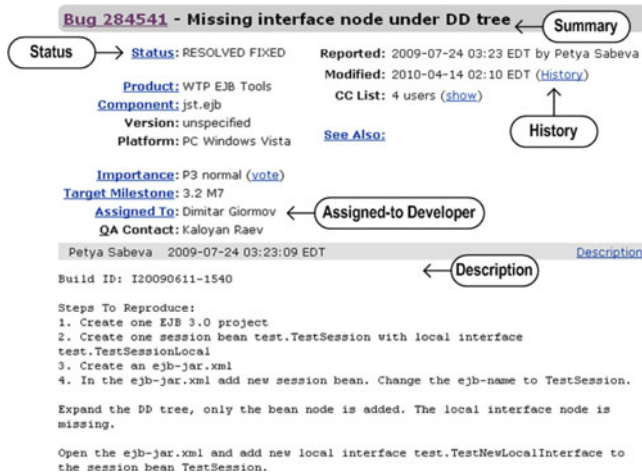 Bug 284541 - Missing interface node under DD tree
Summary
Status
Status: RESOLVED FIXED
Reported: 2009-07-24 03:23 EDT by Petya Sabeva
Modified: 2010-04-14 02:10 EDT (History)
Product: WTP EJB Tools
CC List: 4 users (show)
Component: jst.ejb
Version: unspecified
History
Platform: PC Windows Vista
See Also:
Importance: P3 normal (vote)
Target Milestone: 3.2 M7
Assigned To: Dimitar Giormov
Assigned-to Developer
QA Contact: Kaloyan Raev
Petya Sabeva 2009-07-24 03:23:09 EDT
Description
Description
Build ID: I20090611-1540
Steps To Reproduce:
1. Create one EJB 3.0 project
2. Create one session bean test.TestSession with local interface
test.TestSessionLocal
3. Create an ejb-jar.xml
4. In the ejb-jar.xml add new session bean. Change the ejb-name to TestSession.
Expand the DD tree, only the bean node is added. The local interface node is
missing.
Open the ejb-jar.xml and add new local interface test.TestNewLocalInterface to
the session bean TestSession.